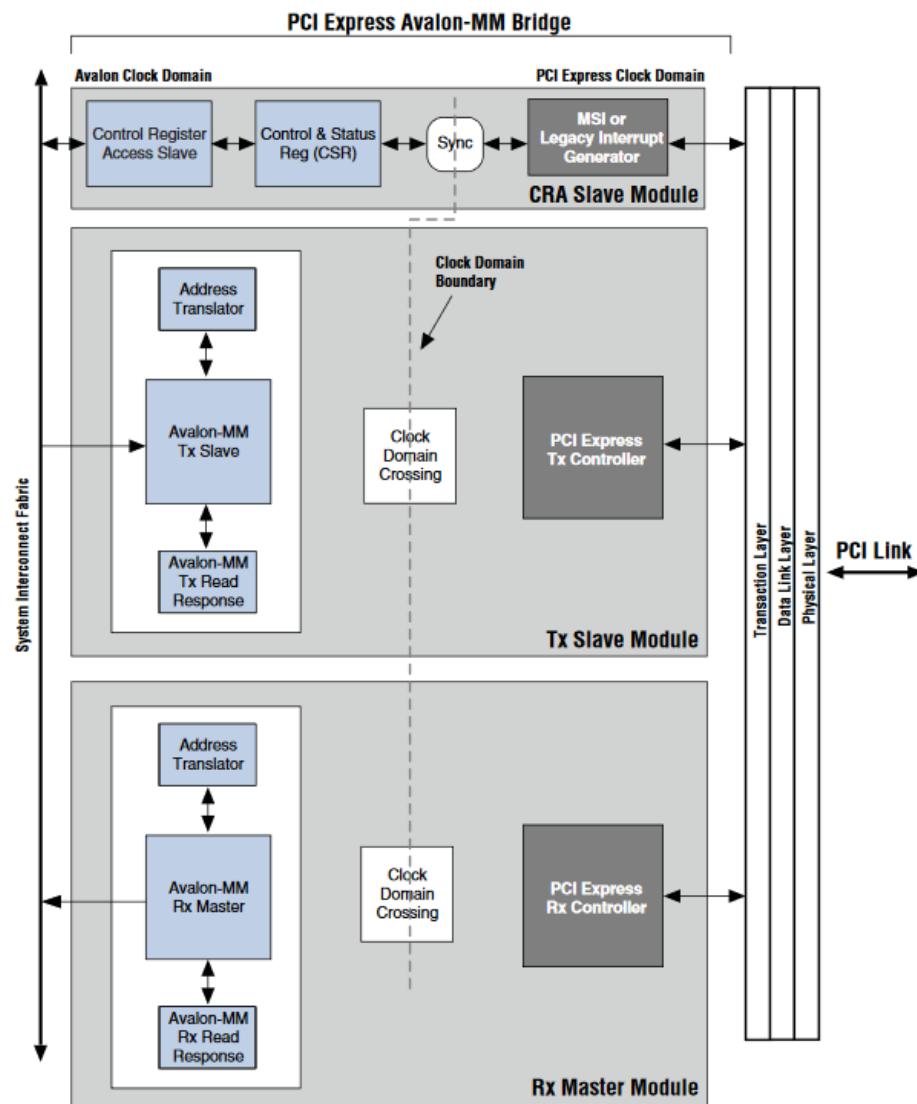 PCI Express Avalon-MM Bridge
Avalon Clock Domain
PCI Express Clock Domain
Control Register
Access Slave
Control & Status
Reg (CSR)
Sync
MSI or
Legacy Interrupt
Generator
CRA Slave Module
Clock Domain
Boundary
Address
Translator
Avalon-MM
Tx Slave
Clock
Domain
Crossing
PCI Express
Tx Controller
Avalon-MM
Tx Read
Response
Tx Slave Module
System Interconnect Fabric
Transaction Layer
Data Link Layer
Physical Layer
PCI Link
Address
Translator
Avalon-MM
Rx Master
Clock
Domain
Crossing
PCI Express
Rx Controller
Avalon-MM
Rx Read
Response
Rx Master Module